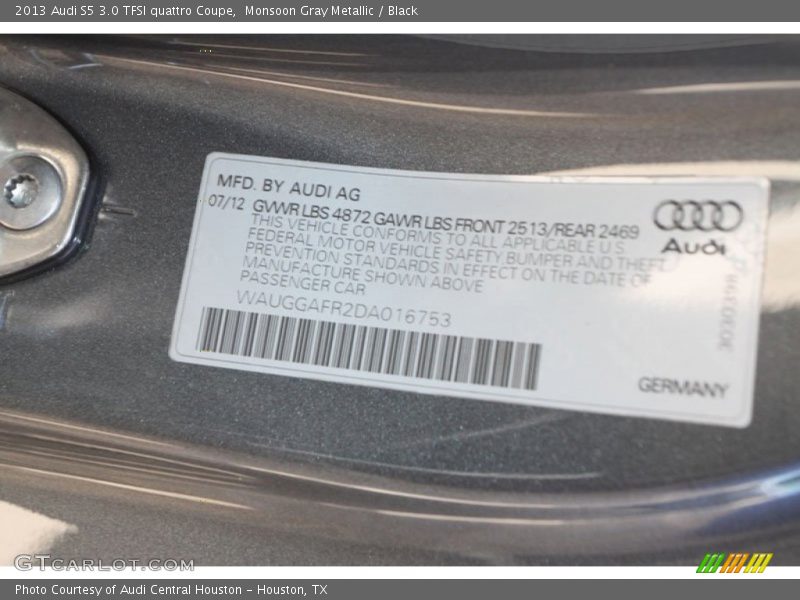 2013 Audi S5 3.0 TFSI quattro Coupe,  Monsoon Gray Metallic / Black
MFD. BY AUDI AG
07/12 GVWR LBS 4872 GAWR LBS FRONT 2513/REAR 2469
THIS VEHICLE CONFORMS TO ALL APPLICABLE U.S
FEDERAL MOTOR VEHICLE SAFETY BUMPER AND THEFT
PREVENTION STANDARDS IN EFFECT ON THE DATE OF
MANUFACTURE SHOWN ABOVE
PASSENGER CAR
WAUGGAFR2DA016753
Audi
GERMANY
GTcarlot.com
Photo Courtesy of Audi Central Houston - Houston, TX